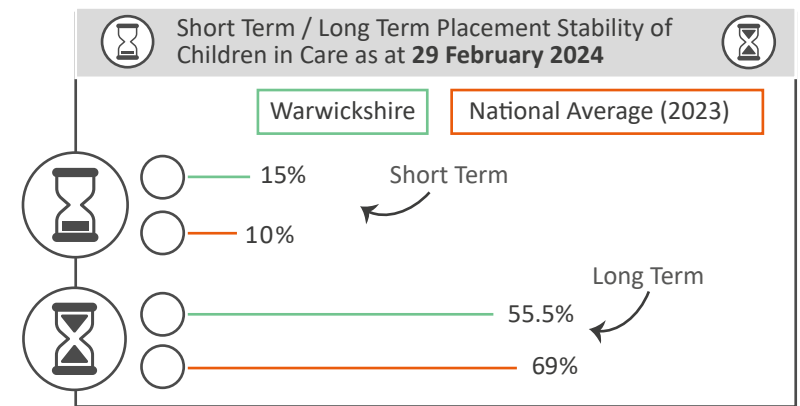 Short Term / Long Term Placement Stability of
Children in Care as at 29 February 2024
Warwickshire
National Average (2023)
15%
Short Term
10%
Long Term
55.5%
69%